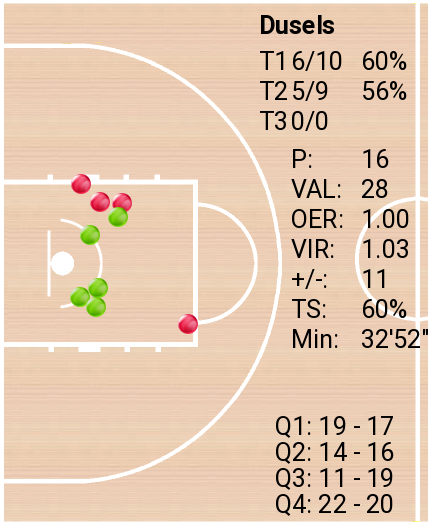 Dusels
T1 6/10 60%
T2 5/9 56%
T3 0/0
P: 16
VAL: 28
OER: 1.00
VIR: 1.03
+/-: 11
TS: 60%
Min: 32'52"
Q1: 19 - 17
Q2: 14 - 16
Q3: 11 - 19
Q4: 22 - 20